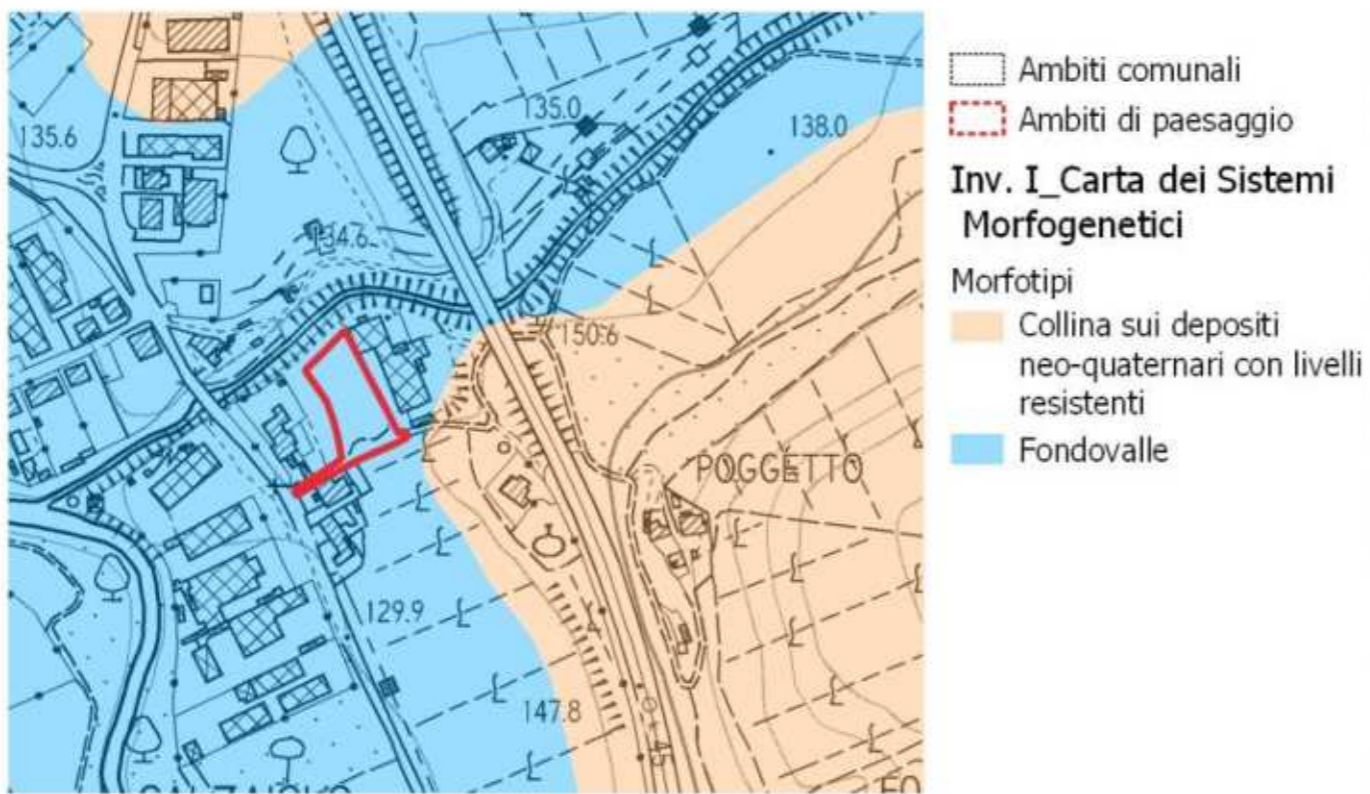 135.6
135.0
138.0
134.6
150.6
POGGETTO
129.9
147.8
45
Ambiti comunali
Ambiti di paesaggio
Inv. I_Carta dei Sistemi
Morfogenetici
Morfotipi
Collina sui depositi
neo-quaternari con livelli
resistenti
Fondovalle